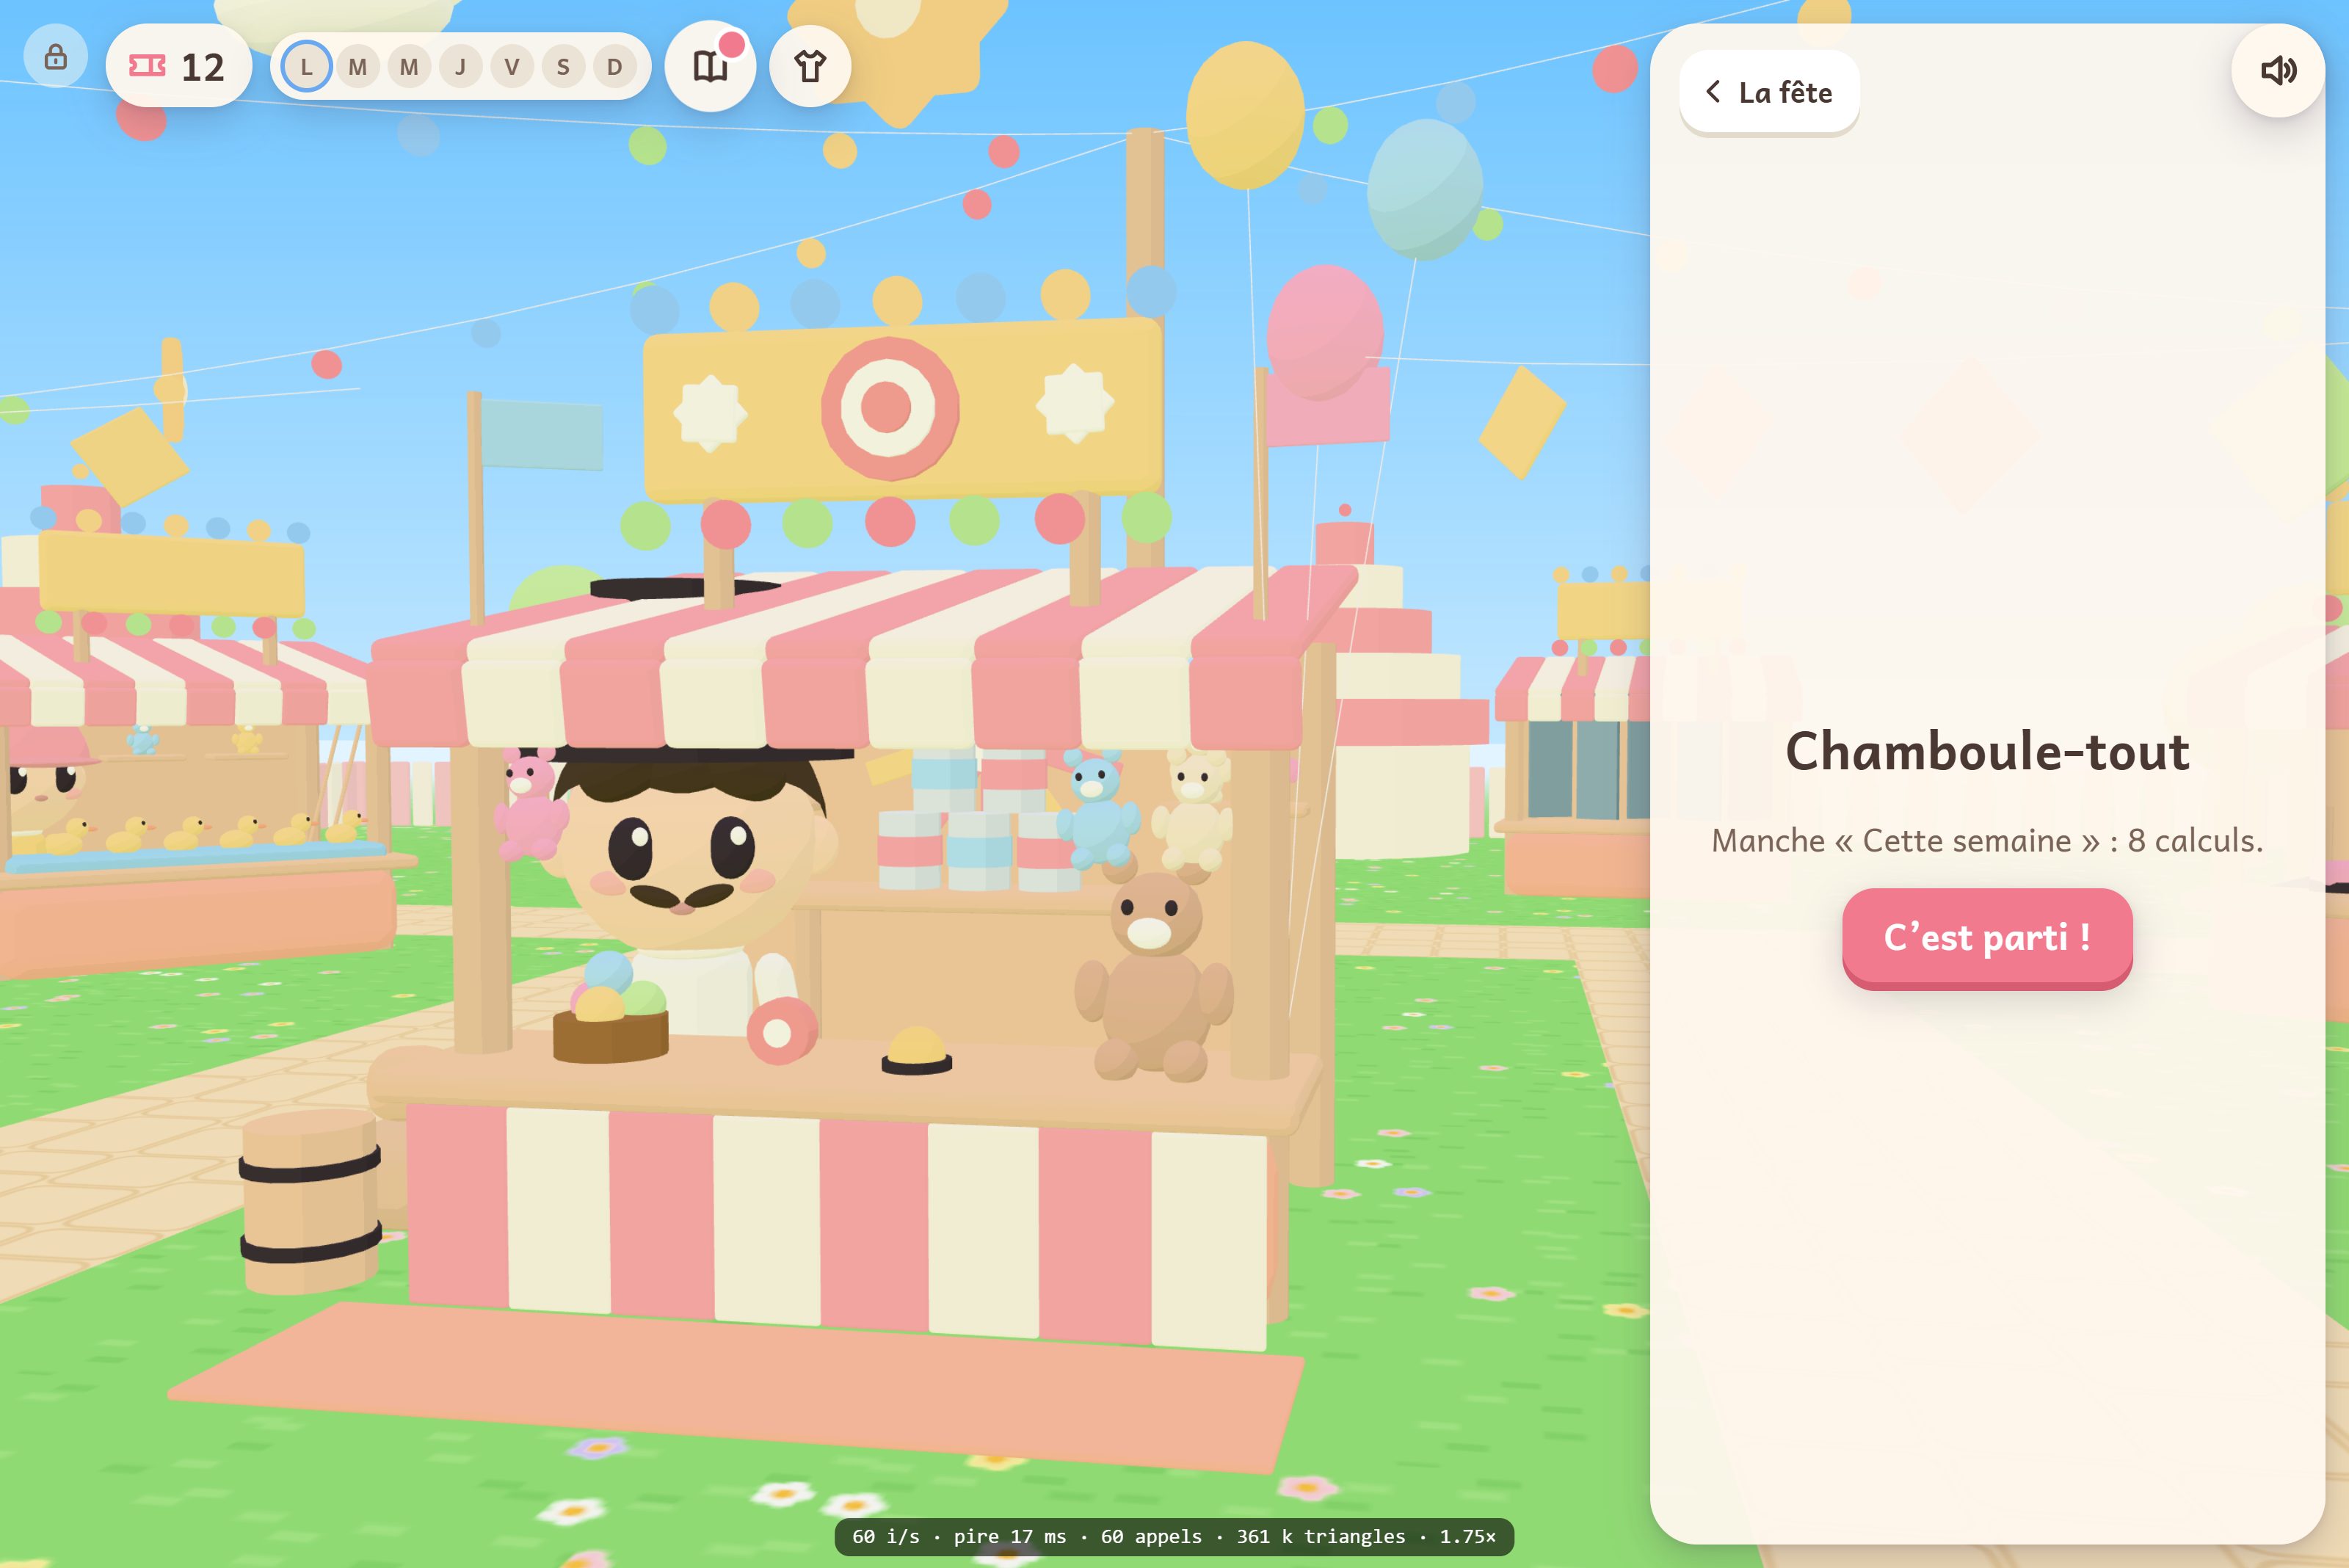 12
L M M J V S D
La fête
Chamboule-tout
Manche « Cette semaine » : 8 calculs.
C’est parti !
60 i/s · pire 17 ms · 60 appels · 361 k triangles · 1.75×